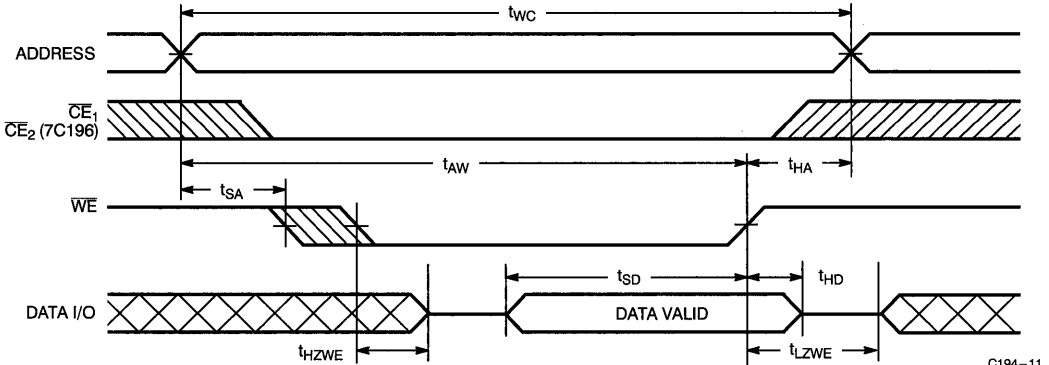 tWC
ADDRESS
CE1
CE2 (7C196)
tAW
tHA
tSA
WE
tSD
tHD
DATA I/O
DATA VALID
tHZWE
tLZWE
C194–11